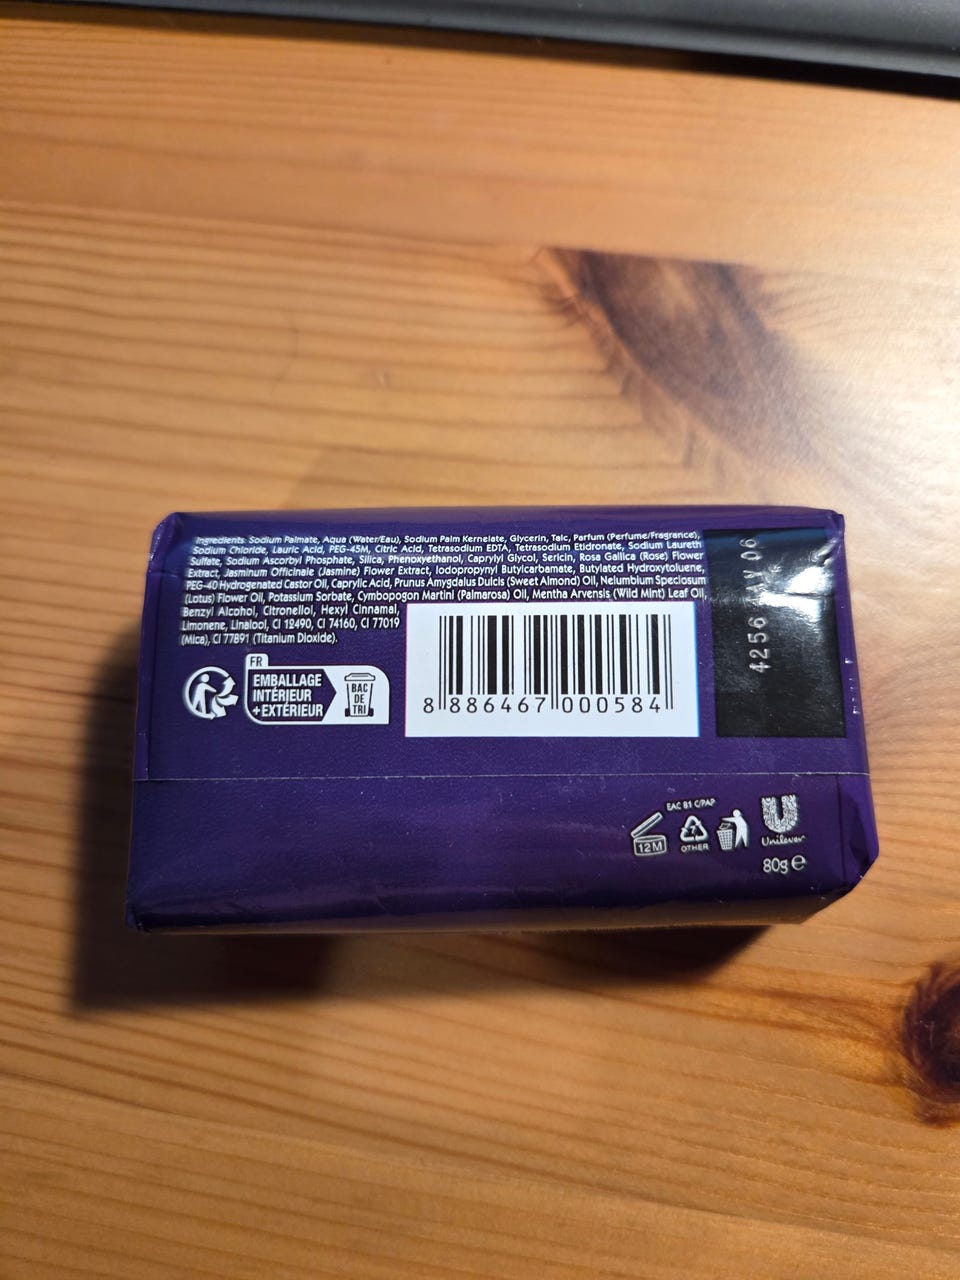 Ingredients: Sodium Palmate, Aqua (Water/Eau), Sodium Palm Kernelate, Glycerin, Talc, Parfum (Perfume/Fragrance),
Sodium Chloride, Lauric Acid, PEG-45M, Citric Acid, Tetrasodium EDTA, Tetrasodium Etidronate, Sodium Laureth
Sulfate, Sodium Ascorbyl Phosphate, Silica, Phenoxyethanol, Caprylyl Glycol, Sericin, Rosa Gallica (Rose) Flower
Extract, Jasminum Officinale (Jasmine) Flower Extract, Iodopropynyl Butylcarbamate, Butylated Hydroxytoluene,
PEG-40 Hydrogenated Castor Oil, Caprylic Acid, Prunus Amygdalus Dulcis (Sweet Almond) Oil, Nelumbium Speciosum
(Lotus) Flower Oil, Potassium Sorbate, Cymbopogon Martini (Palmarosa) Oil, Mentha Arvensis (Wild Mint) Leaf Oil,
Benzyl Alcohol, Citronellol, Hexyl Cinnamal,
Limonene, Linalool, CI 12490, CI 74160, CI 77019
(Mica), CI 77891 (Titanium Dioxide).
FR
EMBALLAGE
INTÉRIEUR
+EXTÉRIEUR
BAC
DE
TRI
8 886467 000584
EAC 81 C/PAP
12M
OTHER
Unilever
80g e